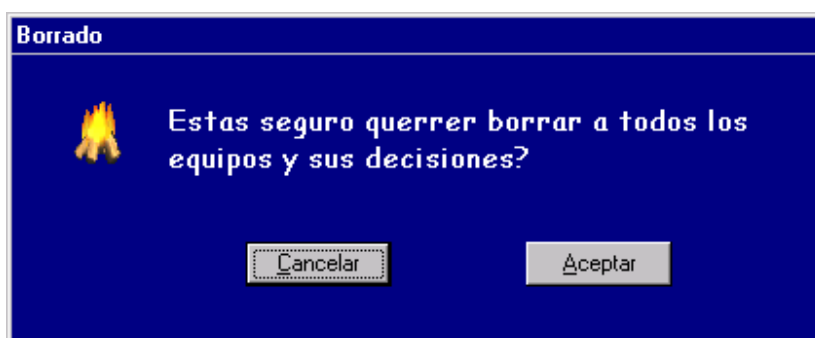 Borrado
Estas seguro querrer borrar a todos los
equipos y sus decisiones?
Cancelar
Aceptar